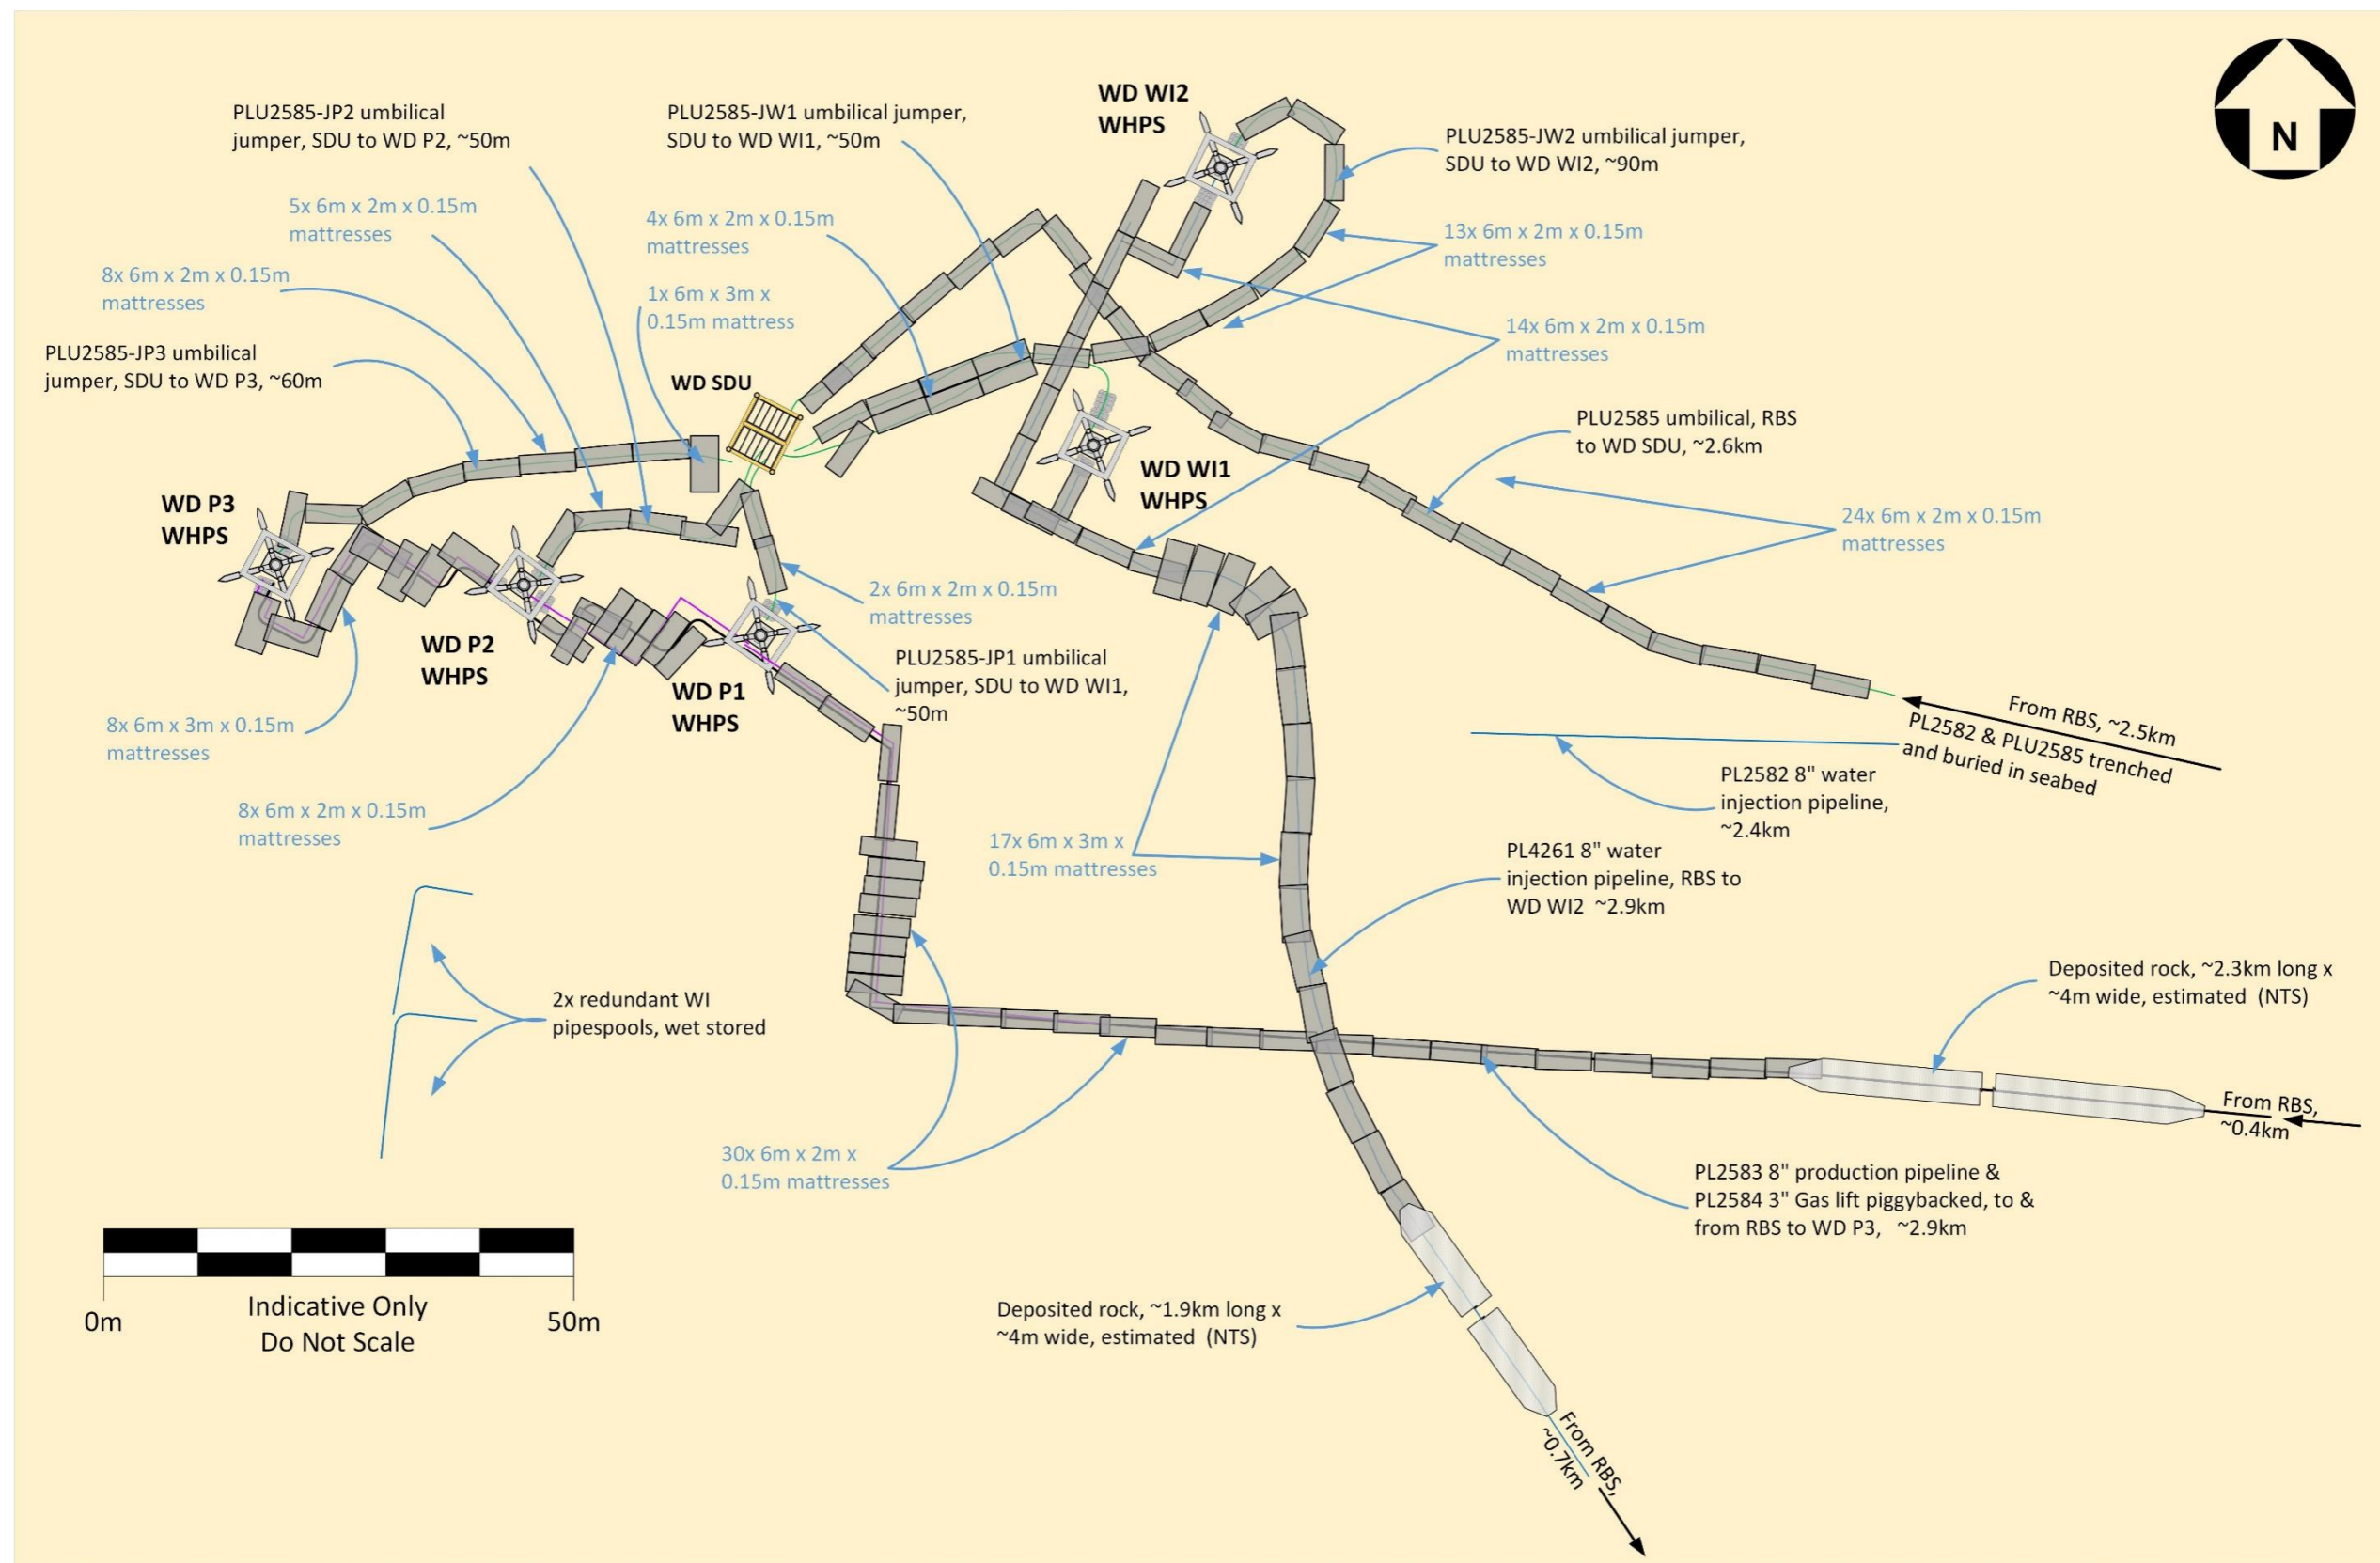 WD WI2
WHPS
N
PLU2585-JP2 umbilical
jumper, SDU to WD P2, ~50m
PLU2585-JW1 umbilical jumper,
SDU to WD WI1, ~50m
PLU2585-JW2 umbilical jumper,
SDU to WD WI2, ~90m
5x 6m x 2m x 0.15m
mattresses
4x 6m x 2m x 0.15m
mattresses
13x 6m x 2m x 0.15m
mattresses
8x 6m x 2m x 0.15m
mattresses
1x 6m x 3m x
0.15m mattress
14x 6m x 2m x 0.15m
mattresses
PLU2585-JP3 umbilical
jumper, SDU to WD P3, ~60m
WD SDU
PLU2585 umbilical, RBS
to WD SDU, ~2.6km
WD WI1
WHPS
WD P3
WHPS
24x 6m x 2m x 0.15m
mattresses
2x 6m x 2m x 0.15m
mattresses
WD P2
WHPS
PLU2585-JP1 umbilical
jumper, SDU to WD WI1,
~50m
WD P1
WHPS
From RBS, ~2.5km
PL2582 & PLU2585 trenched
and buried in seabed
8x 6m x 3m x 0.15m
mattresses
PL2582 8" water
injection pipeline,
~2.4km
8x 6m x 2m x 0.15m
mattresses
17x 6m x 3m x
0.15m mattresses
PL4261 8" water
injection pipeline, RBS to
WD WI2 ~2.9km
2x redundant WI
pipespools, wet stored
Deposited rock, ~2.3km long x
~4m wide, estimated (NTS)
From RBS,
~0.4km
30x 6m x 2m x
0.15m mattresses
PL2583 8" production pipeline &
PL2584 3" Gas lift piggybacked, to &
from RBS to WD P3, ~2.9km
Deposited rock, ~1.9km long x
~4m wide, estimated (NTS)
0m
Indicative Only
Do Not Scale
50m
From RBS,
~0.7km